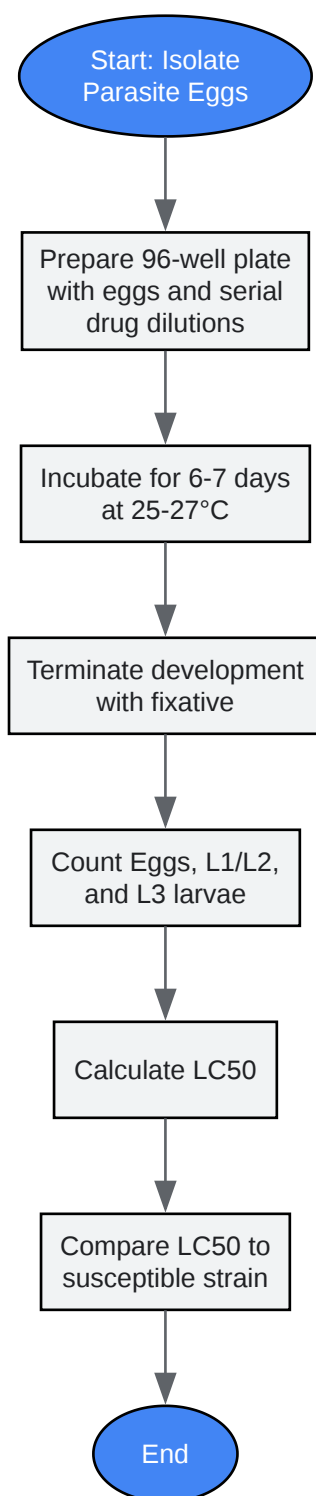 Start: Isolate
Parasite Eggs
Prepare 96-well plate
with eggs and serial
drug dilutions
Incubate for 6-7 days
at 25-27°C
Terminate development
with fixative
Count Eggs, L1/L2,
and L3 larvae
Calculate LC50
Compare LC50 to
susceptible strain
End